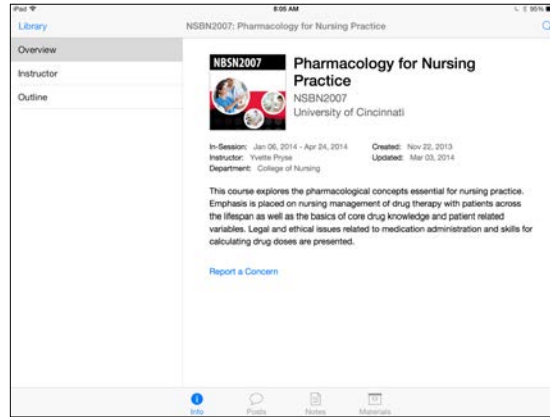 iPad
8:05 AM
95%
Library
NSBN2007: Pharmacology for Nursing Practice
Overview
Instructor
Outline
NBSN2007
Pharmacology for Nursing
Practice
NSBN2007
University of Cincinnati
In-Session: Jan 06, 2014 - Apr 24, 2014
Created: Nov 22, 2013
Instructor: Yvette Pryse
Updated: Mar 03, 2014
Department: College of Nursing
This course explores the pharmacological concepts essential for nursing practice.
Emphasis is placed on nursing management of drug therapy with patients across
the lifespan as well as the basics of core drug knowledge and patient related
variables. Legal and ethical issues related to medication administration and skills for
calculating drug doses are presented.
Report a Concern
Info
Posts
Notes
Materials